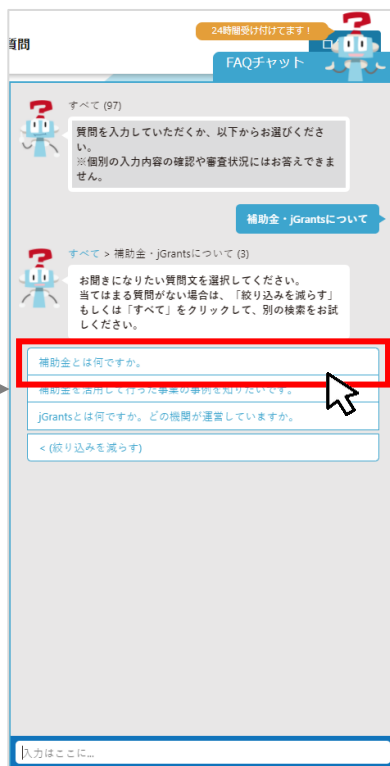 24時間受け付けてます！
質問
FAQチャット
すべて (97)
質問を入力していただくか、以下からお選びくださ
い。
※個別の入力内容の確認や審査状況にはお答えできま
せん。
補助金・jGrantsについて
すべて > 補助金・jGrantsについて (3)
お聞きになりたい質問文を選択してください。
当てはまる質問がない場合は、「絞り込みを減らす」
もしくは「すべて」をクリックして、別の検索をお試
しください。
補助金とは何ですか。
補助金を活用して行った事業の事例を知りたいです。
jGrantsとは何ですか。どの機関が運営していますか。
< (絞り込みを減らす)
入力はここに...